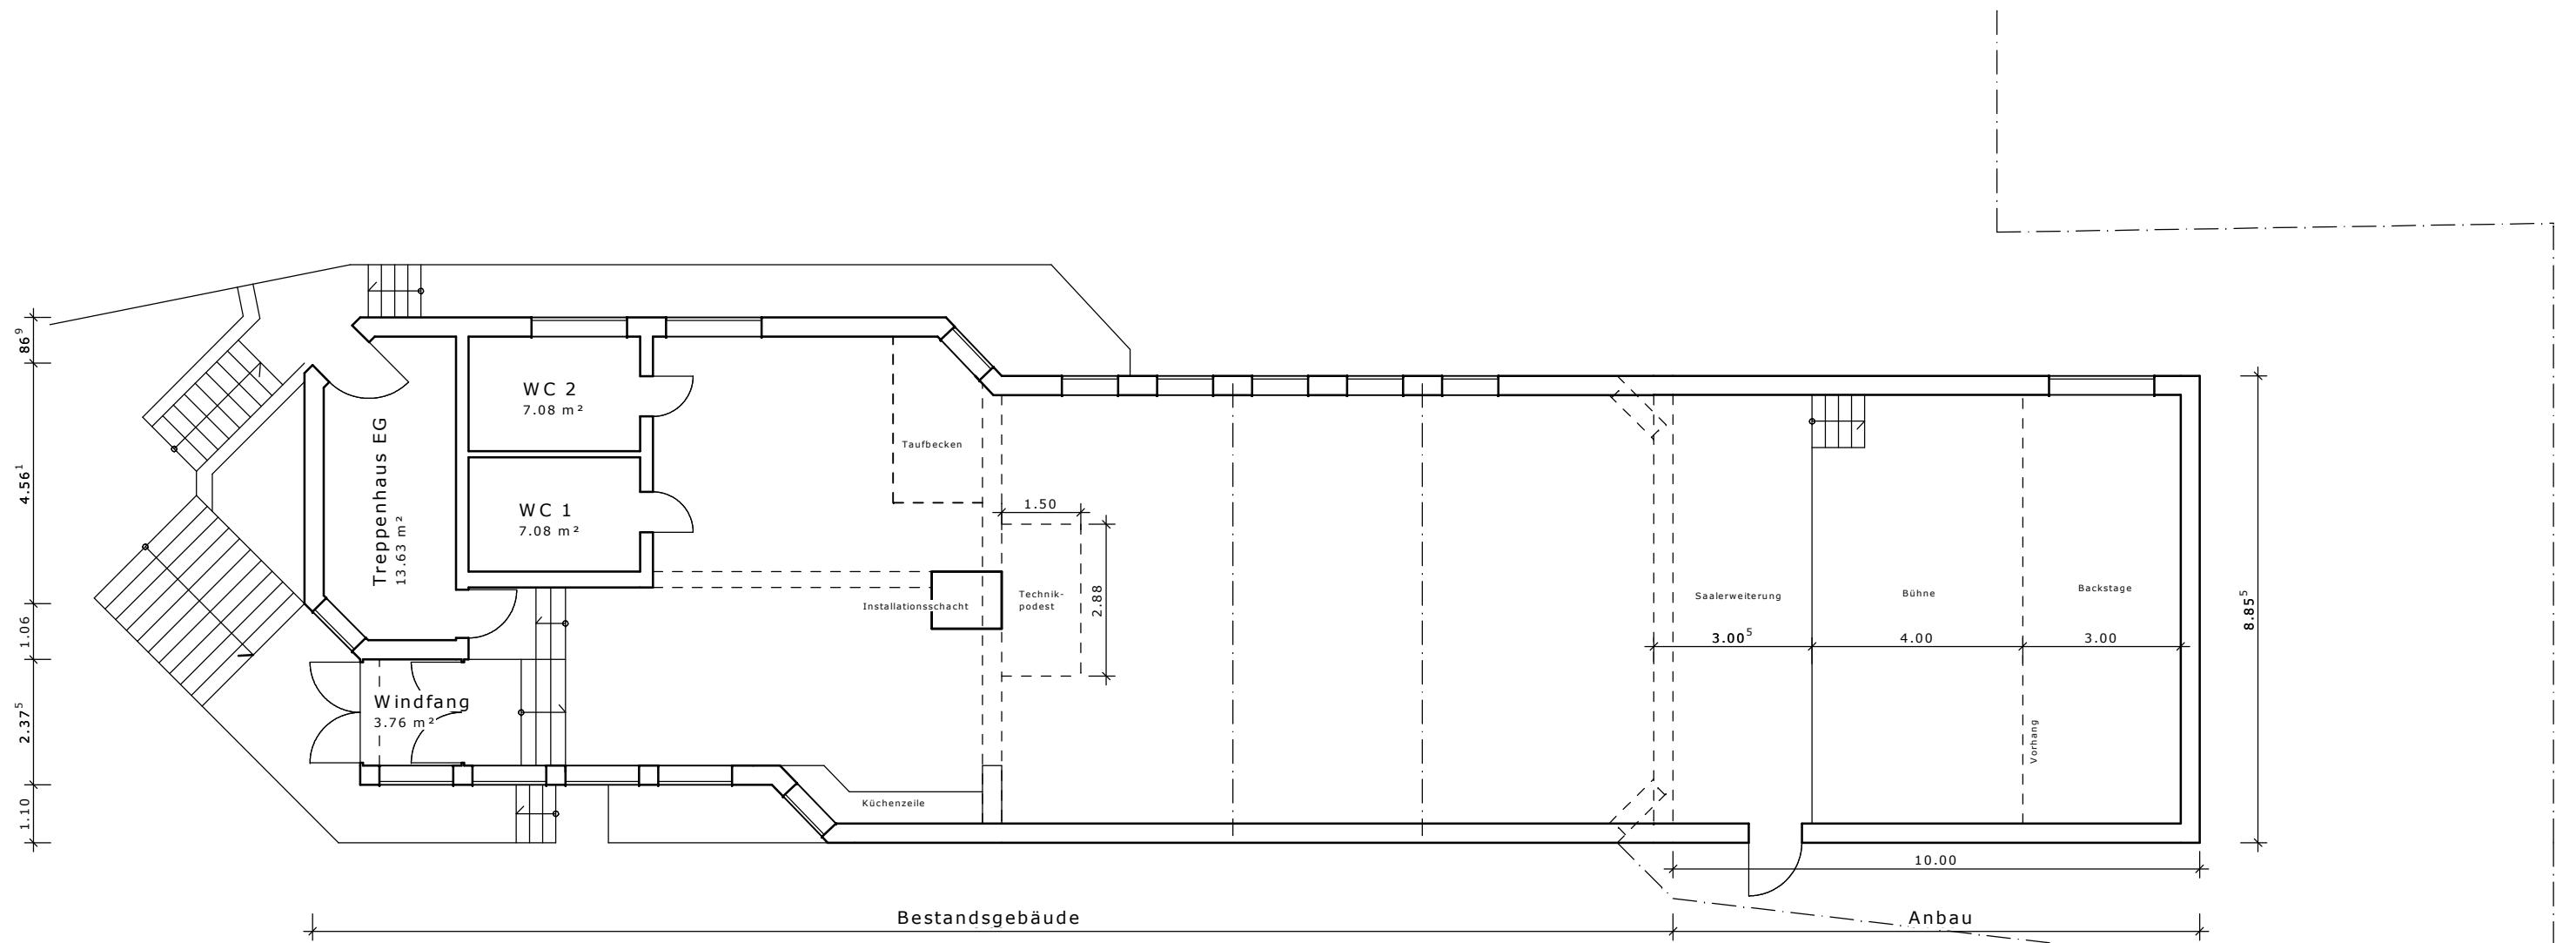 86⁹
4.56¹
1.06
2.37⁵
1.10
Treppenhaus EG
13.63 m²
WC 2
7.08 m²
WC 1
7.08 m²
Windfang
3.76 m²
Taufbecken
1.50
Installationsschacht
Technik-
podest
2.88
Küchenzeile
Saalerweiterung
Bühne
Backstage
3.00⁵
4.00
3.00
Vorhang
8.85⁵
10.00
Bestandsgebäude
Anbau